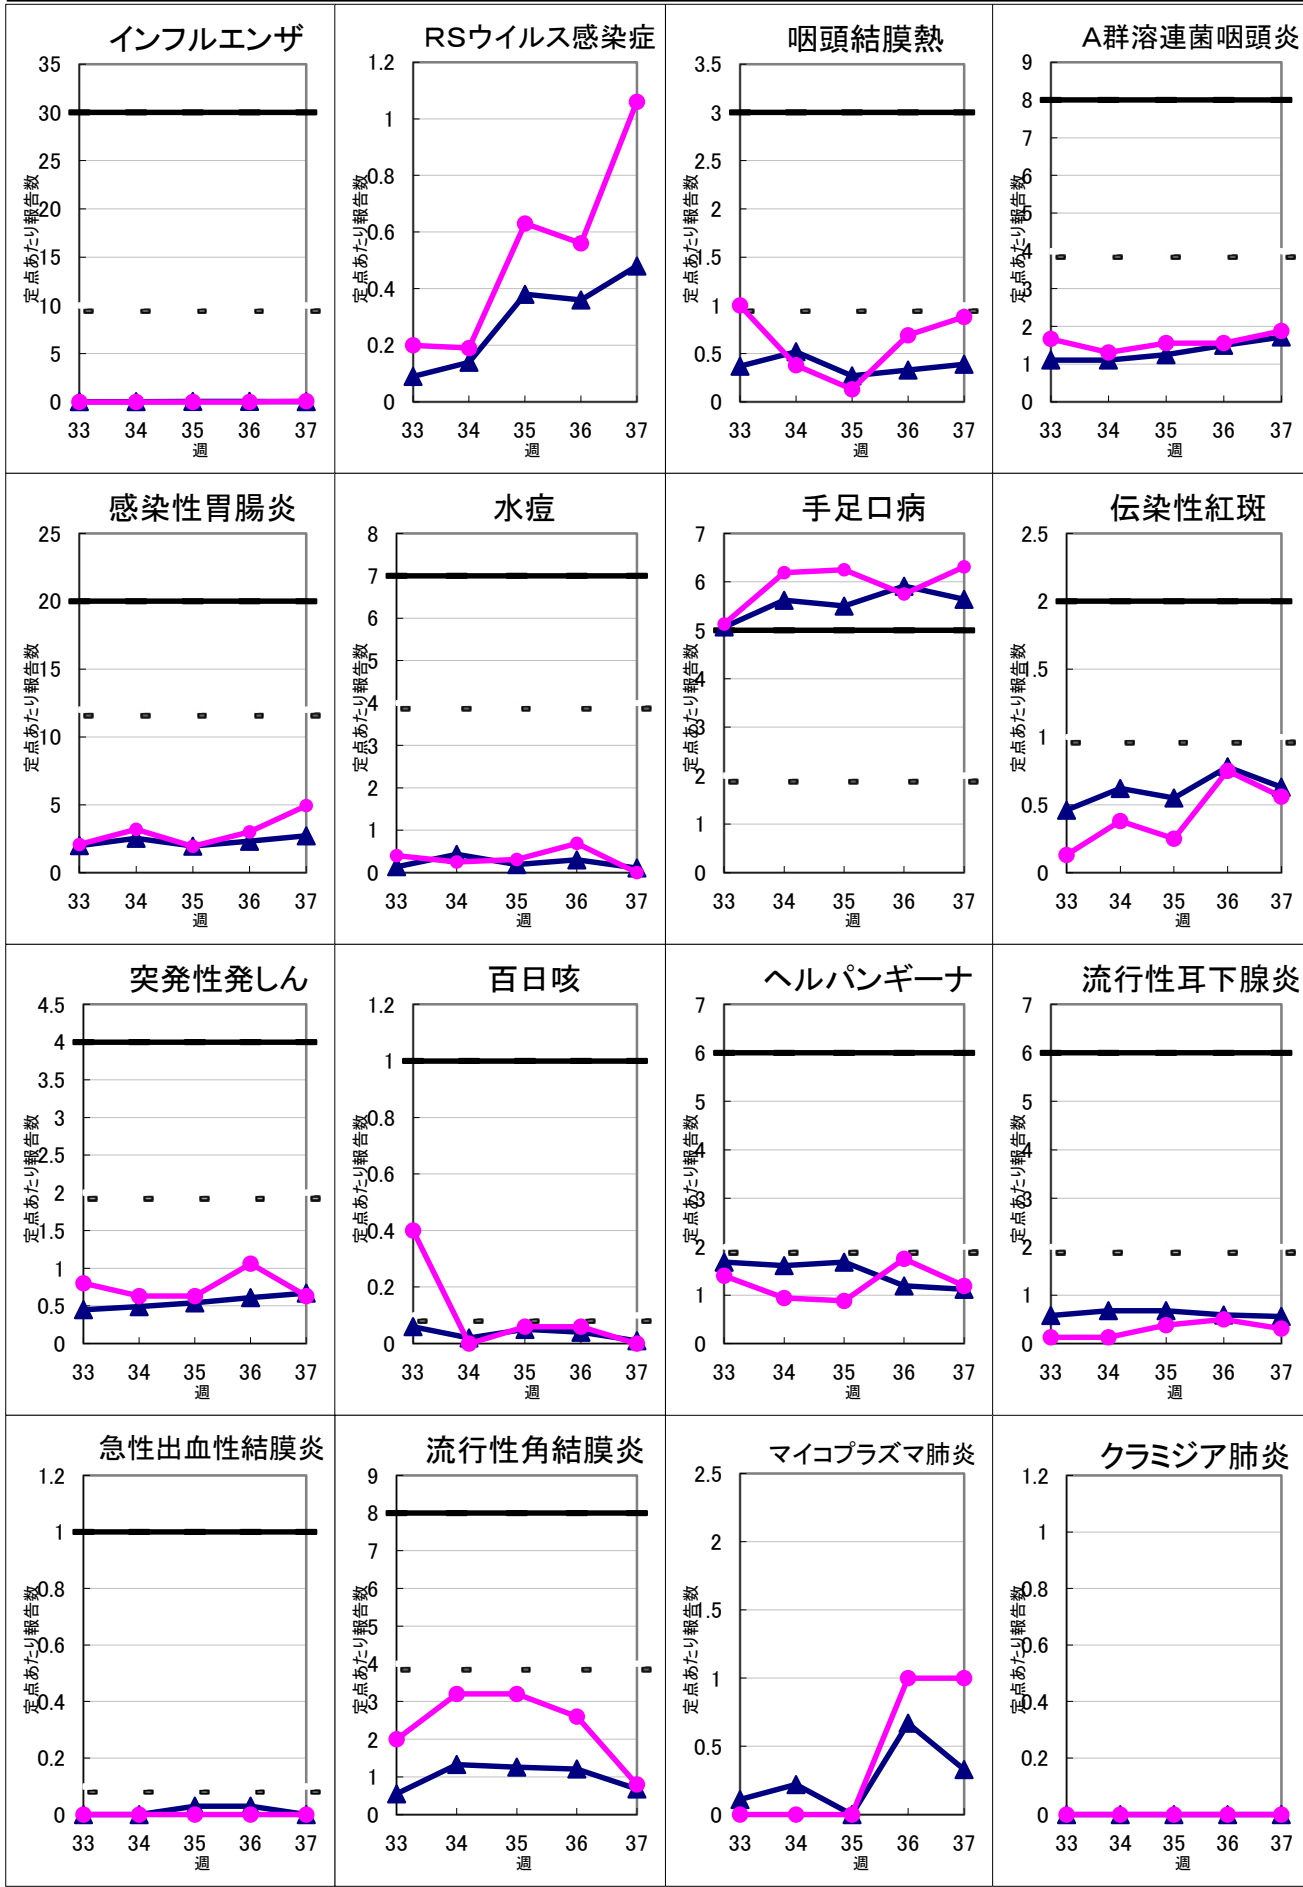 インフルエンザ
35
30
25
20
15
10
5
0
定点あたり報告数
33 34 35 36 37
週
RSウイルス感染症
1.2
1
0.8
0.6
0.4
0.2
0
定点あたり報告数
33 34 35 36 37
週
咽頭結膜熱
3.5
3
2.5
2
1.5
1
0.5
0
定点あたり報告数
33 34 35 36 37
週
A群溶連菌咽頭炎
9
8
7
6
5
4
3
2
1
0
定点あたり報告数
33 34 35 36 37
週
感染性胃腸炎
25
20
15
10
5
0
定点あたり報告数
33 34 35 36 37
週
水痘
8
7
6
5
4
3
2
1
0
定点あたり報告数
33 34 35 36 37
週
手足口病
7
6
5
4
3
2
1
0
定点あたり報告数
33 34 35 36 37
週
伝染性紅斑
2.5
2
1.5
1
0.5
0
定点あたり報告数
33 34 35 36 37
週
突発性発しん
4.5
4
3.5
3
2.5
2
1.5
1
0.5
0
定点あたり報告数
33 34 35 36 37
週
百日咳
1.2
1
0.8
0.6
0.4
0.2
0
定点あたり報告数
33 34 35 36 37
週
ヘルパンギーナ
7
6
5
4
3
2
1
0
定点あたり報告数
33 34 35 36 37
週
流行性耳下腺炎
7
6
5
4
3
2
1
0
定点あたり報告数
33 34 35 36 37
週
急性出血性結膜炎
1.2
1
0.8
0.6
0.4
0.2
0
定点あたり報告数
33 34 35 36 37
週
流行性角結膜炎
9
8
7
6
5
4
3
2
1
0
定点あたり報告数
33 34 35 36 37
週
マイコプラズマ肺炎
2.5
2
1.5
1
0.5
0
定点あたり報告数
33 34 35 36 37
週
クラミジア肺炎
1.2
1
0.8
0.6
0.4
0.2
0
定点あたり報告数
33 34 35 36 37
週